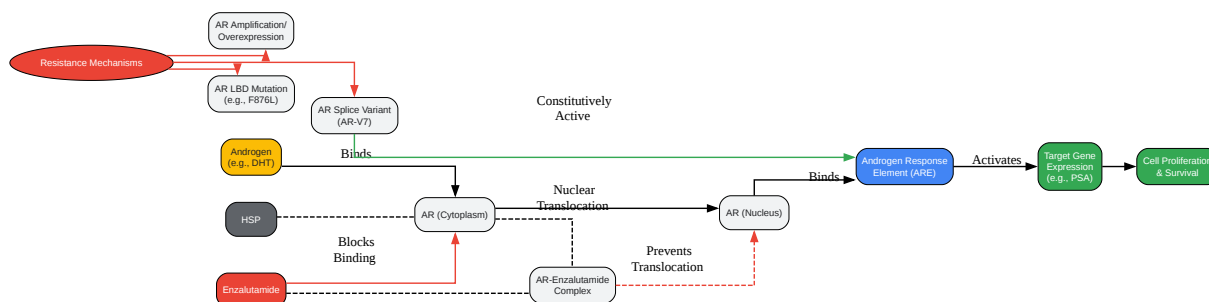 AR Amplification/
Overexpression
Resistance Mechanisms
AR LBD Mutation
(e.g., F876L)
AR Splice Variant
(AR-V7)
Constitutively
Active
Androgen
(e.g., DHT)
Binds
Androgen Response
Element (ARE)
Activates
Target Gene
Expression
(e.g., PSA)
Cell Proliferation
& Survival
Binds
HSP
AR (Cytoplasm)
Nuclear
Translocation
AR (Nucleus)
Blocks
Binding
Prevents
Translocation
Enzalutamide
AR-Enzalutamide
Complex